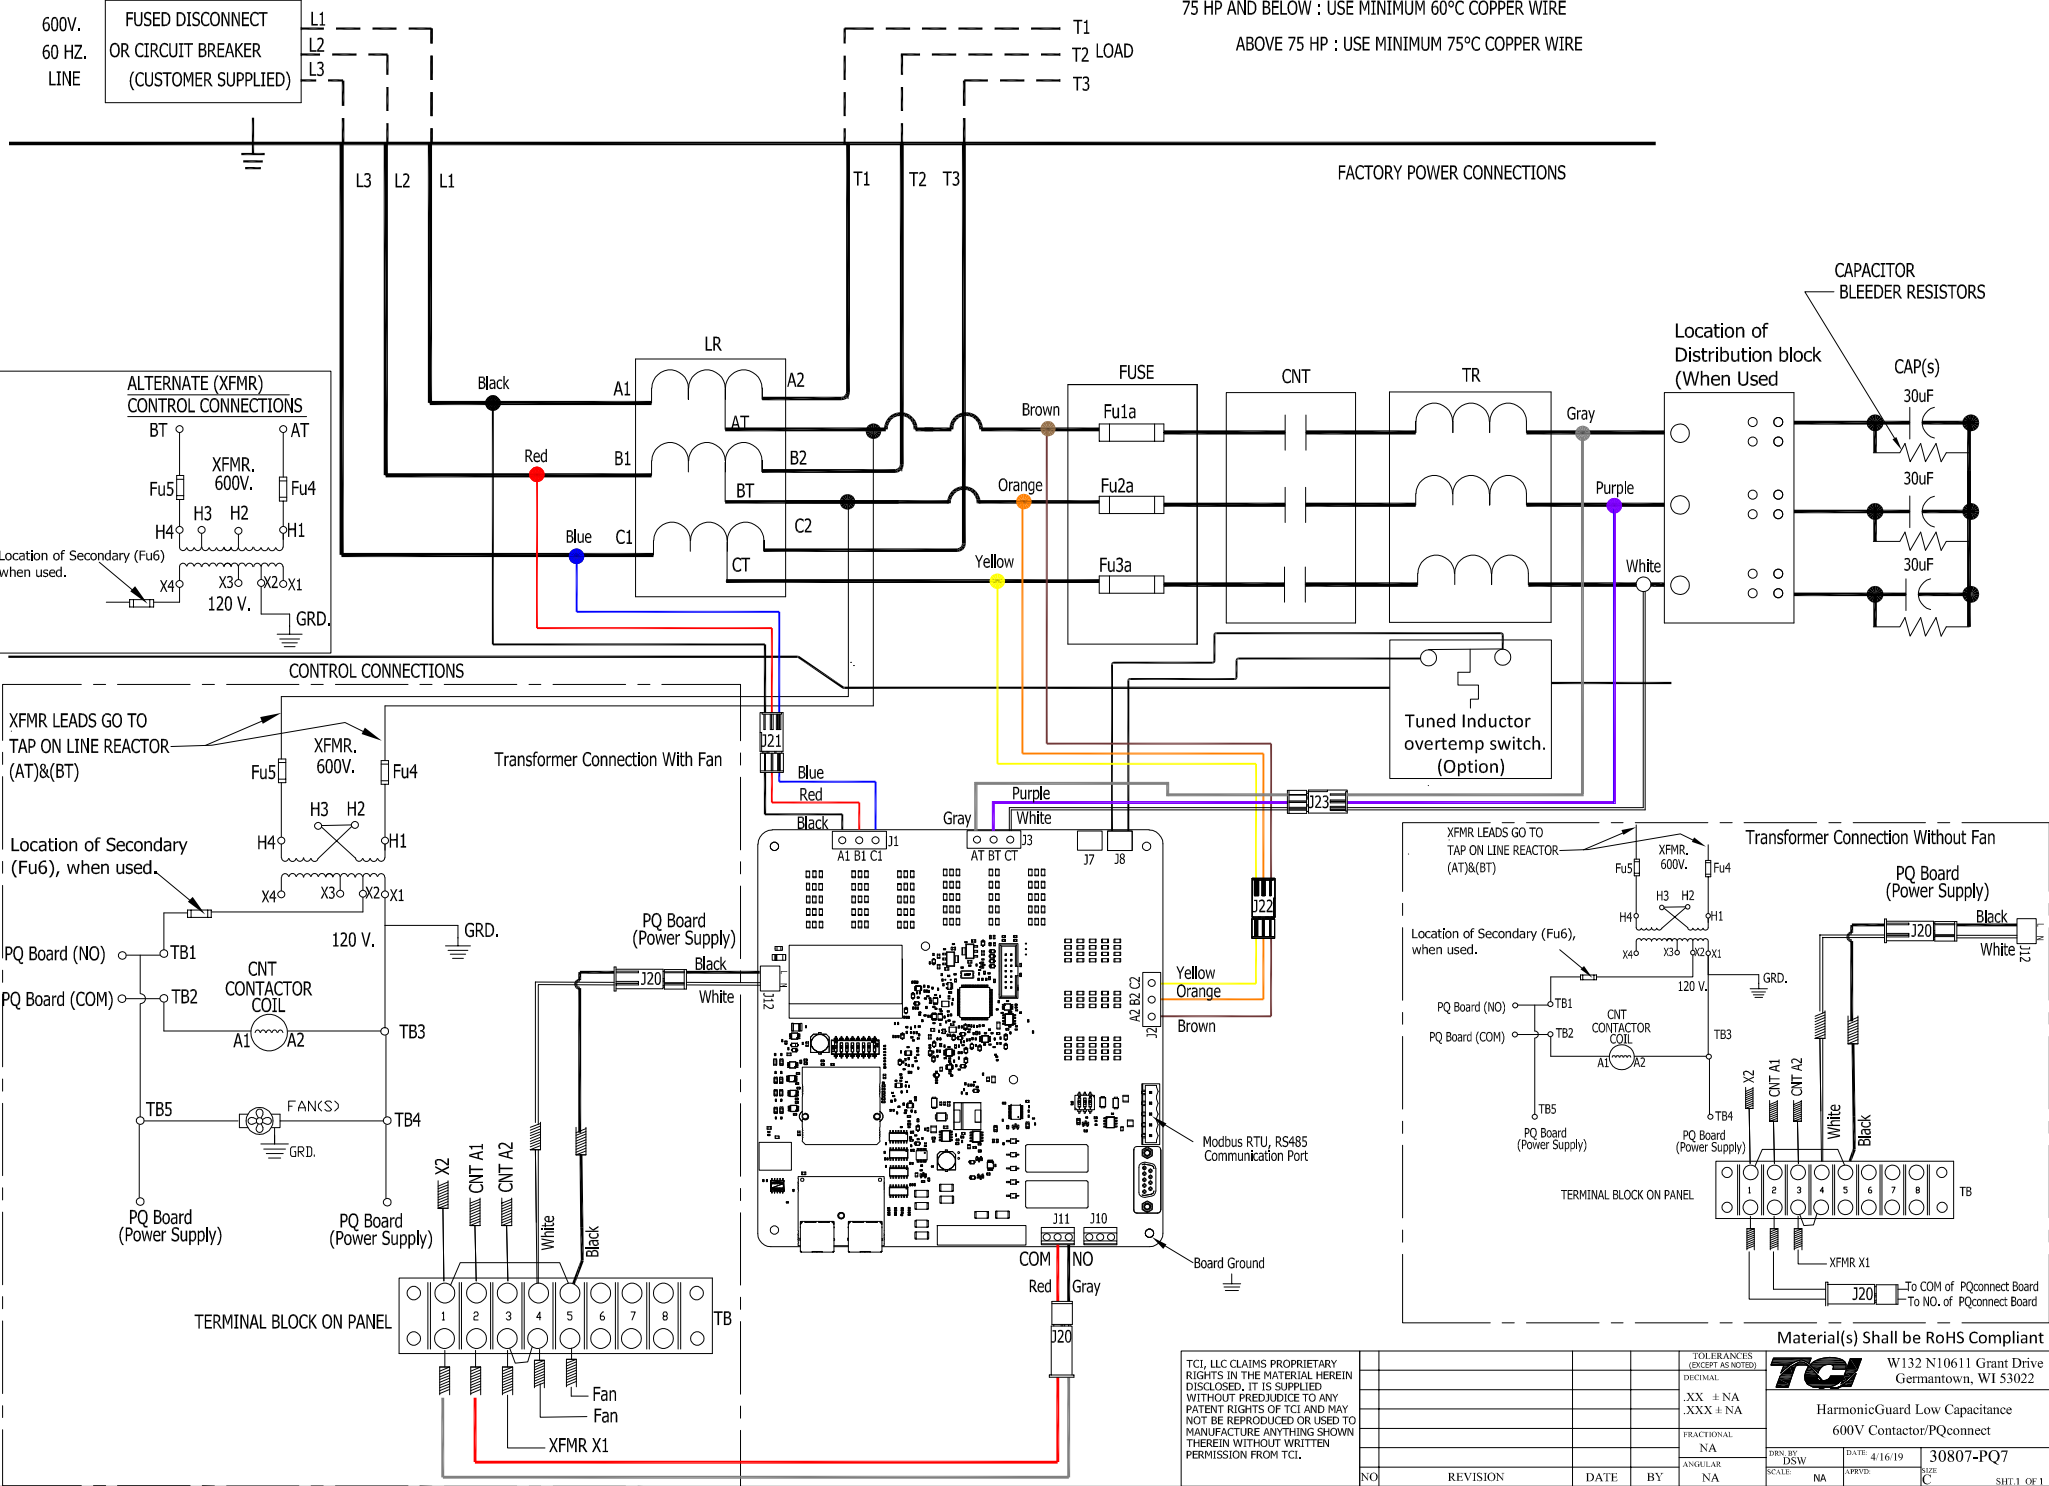 600V.
60 HZ.
LINE
FUSED DISCONNECT
OR CIRCUIT BREAKER
(CUSTOMER SUPPLIED)
L1
L2
L3
T1
T2 LOAD
T3
75 HP AND BELOW : USE MINIMUM 60°C COPPER WIRE
ABOVE 75 HP : USE MINIMUM 75°C COPPER WIRE
FACTORY POWER CONNECTIONS
L3 L2 L1
T1 T2 T3
LR
A1 A2
AT
B1 B2
BT
C1 C2
CT
Black
Red
Blue
Brown
Orange
Yellow
FUSE
Fu1a
Fu2a
Fu3a
CNT
TR
Gray
Purple
White
Location of
Distribution block
(When Used
CAPACITOR
BLEEDER RESISTORS
CAP(s)
30uF
30uF
30uF
ALTERNATE (XFMR)
CONTROL CONNECTIONS
BT AT
XFMR.
600V.
Fu5 Fu4
H4 H3 H2 H1
Location of Secondary (Fu6)
when used.
X4 X3 X2 X1
120 V.
GRD.
CONTROL CONNECTIONS
XFMR LEADS GO TO
TAP ON LINE REACTOR
(AT)&(BT)
XFMR.
600V.
Fu5 Fu4
Transformer Connection With Fan
H3 H2
H4 H1
Location of Secondary
(Fu6), when used.
X4 X3 X2 X1
120 V.
GRD.
PQ Board (NO) TB1
PQ Board (COM) TB2
CNT
CONTACTOR
COIL
A1 A2
TB3
TB5 FAN(S) TB4
GRD.
PQ Board
(Power Supply)
PQ Board
(Power Supply)
X2
CNT A1
CNT A2
White
Black
PQ Board
(Power Supply)
J20
Black
White
J12
TERMINAL BLOCK ON PANEL
1 2 3 4 5 6 7 8
TB
Fan
Fan
XFMR X1
J21
Blue
Red
Black
J1
A1 B1 C1
Gray
Purple
White
J3
AT BT CT
J7 J8
J23
J22
Tuned Inductor
overtemp switch.
(Option)
Yellow
Orange
Brown
A2 B2 C2
J2
Modbus RTU, RS485
Communication Port
J11 J10
COM NO
Red Gray
J20
Board Ground
XFMR LEADS GO TO
TAP ON LINE REACTOR
(AT)&(BT)
XFMR.
600V.
Fu5 Fu4
Transformer Connection Without Fan
H3 H2
H4 H1
Location of Secondary (Fu6),
when used.
X4 X3 X2 X1
120 V.
GRD.
PQ Board
(Power Supply)
J20
Black
White
J12
PQ Board (NO) TB1
PQ Board (COM) TB2
CNT
CONTACTOR
COIL
A1 A2
TB3
TB5
PQ Board
(Power Supply)
TB4
PQ Board
(Power Supply)
X2
CNT A1
CNT A2
White
Black
TERMINAL BLOCK ON PANEL
1 2 3 4 5 6 7 8
TB
XFMR X1
J20
To COM of PQconnect Board
To NO. of PQconnect Board
Material(s) Shall be RoHS Compliant
TCI, LLC CLAIMS PROPRIETARY
RIGHTS IN THE MATERIAL HEREIN
DISCLOSED. IT IS SUPPLIED
WITHOUT PREDJUDICE TO ANY
PATENT RIGHTS OF TCI AND MAY
NOT BE REPRODUCED OR USED TO
MANUFACTURE ANYTHING SHOWN
THEREIN WITHOUT WRITTEN
PERMISSION FROM TCI.
NO REVISION DATE BY
TOLERANCES
(EXCEPT AS NOTED)
DECIMAL
.XX ± NA
.XXX ± NA
FRACTIONAL
NA
ANGULAR
NA
TCI
W132 N10611 Grant Drive
Germantown, WI 53022
HarmonicGuard Low Capacitance
600V Contactor/PQconnect
DRN. BY
DSW
DATE: 4/16/19
30807-PQ7
SCALE: NA
APRVD:
SIZE
C
SHT.1 OF 1